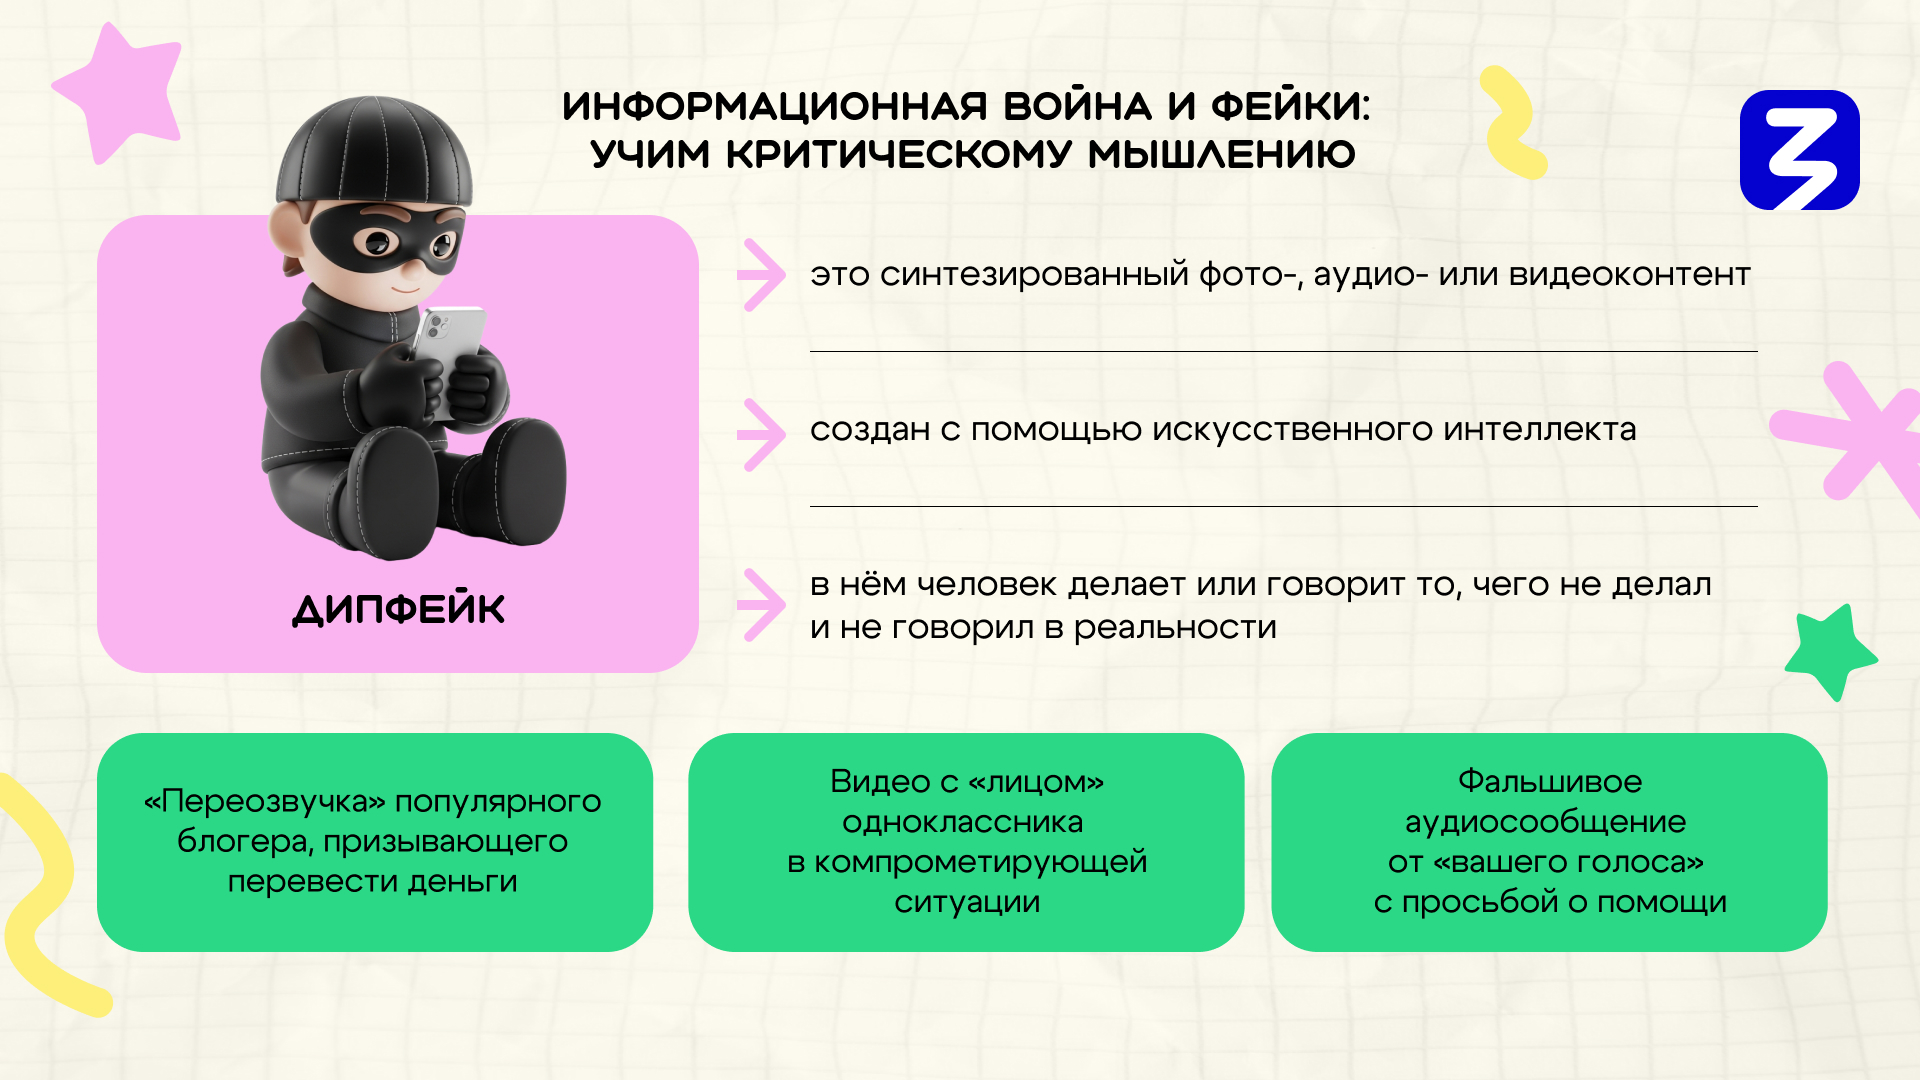 ИНФОРМАЦИОННАЯ ВОЙНА И ФЕЙКИ:
УЧИМ КРИТИЧЕСКОМУ МЫШЛЕНИЮ
ДИПФЕЙК
это синтезированный фото-, аудио- или видеоконтент
создан с помощью искусственного интеллекта
в нём человек делает или говорит то, чего не делал
и не говорил в реальности
«Переозвучка» популярного
блогера, призывающего
перевести деньги
Видео с «лицом»
одноклассника
в компрометирующей
ситуации
Фальшивое
аудиосообщение
от «вашего голоса»
с просьбой о помощи